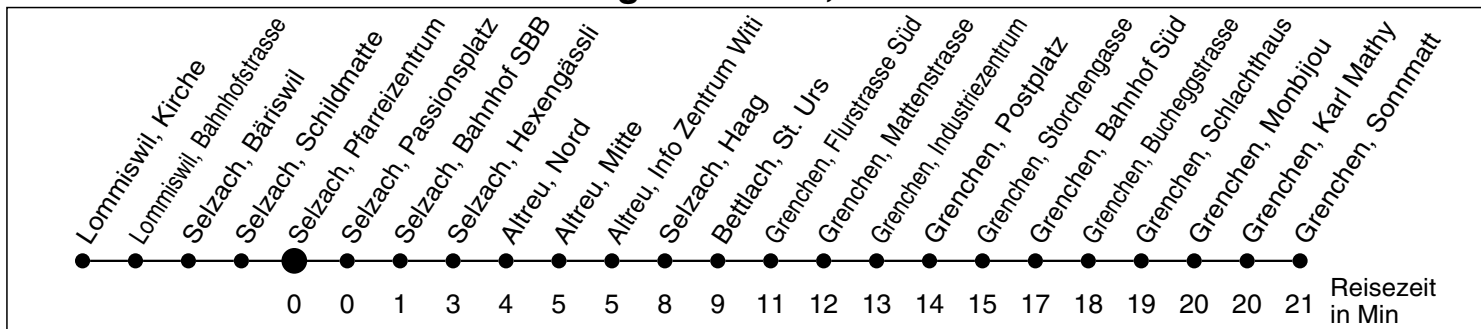 Lommiswil, Kirche
Lommiswil, Bahnhofstrasse
Selzach, Bäriswil
Selzach, Schildmatte
Selzach, Pfarreizentrum
Selzach, Passionsplatz
Selzach, Bahnhof SBB
Selzach, Hexengässli
Altreu, Nord
Altreu, Mitte
Altreu, Info Zentrum Witi
Selzach, Haag
Bettlach, St. Urs
Grenchen, Flurstrasse Süd
Grenchen, Mattenstrasse
Grenchen, Industriezentrum
Grenchen, Postplatz
Grenchen, Storchengasse
Grenchen, Bahnhof Süd
Grenchen, Bucheggstrasse
Grenchen, Schlachthaus
Grenchen, Monbijou
Grenchen, Karl Mathy
Grenchen, Sonnmatt
0 0 1 3 4 5 5 8 9 11 12 13 14 15 17 18 19 20 20 21 Reisezeit
in Min